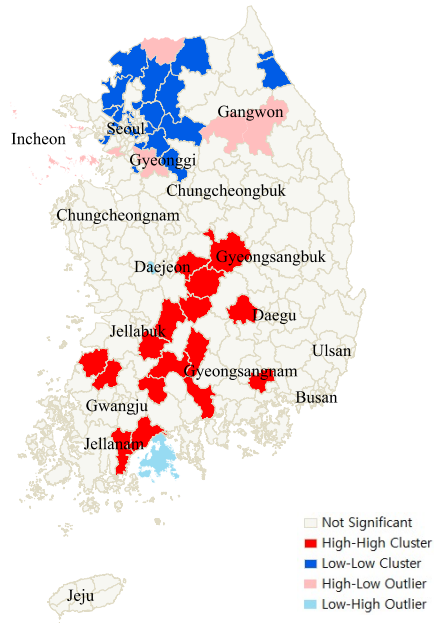 Gangwon
Seoul
Incheon
Gyeonggi
Chungcheongbuk
Chungcheongnam
Gyeongsangbuk
Daejeon
Daegu
Jellabuk
Ulsan
Gyeongsangnam
Busan
Gwangju
Jellanam
Not Significant
High-High Cluster
Low-Low Cluster
High-Low Outlier
Low-High Outlier
Jeju